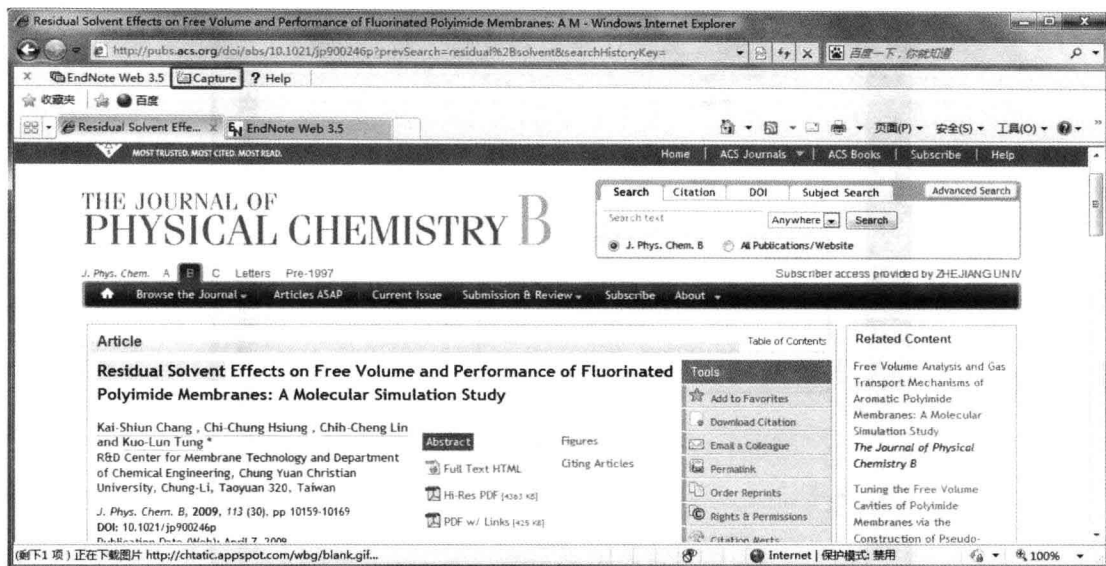 Residual Solvent Effects on Free Volume and Performance of Fluorinated Polyimide Membranes: A M - Windows Internet Explorer
http://pubs.acs.org/doi/abs/10.1021/jp900246p?prevSearch=residual%2Bsolvent&searchHistoryKey=
百度一下，你就知道
× EndNote Web 3.5 Capture ? Help
收藏夹 百度
Residual Solvent Effe... × EndNote Web 3.5 页面(P) 安全(S) 工具(O)
MOST TRUSTED. MOST CITED. MOST READ. Home | ACS Journals | ACS Books | Subscribe | Help
Search Citation DOI Subject Search Advanced Search
THE JOURNAL OF
PHYSICAL CHEMISTRY B
Search text Anywhere Search
J. Phys. Chem. B All Publications/Website
J. Phys. Chem. A B C Letters Pre-1997 Subscriber access provided by ZHEJIANG UNIV
Browse the Journal Articles ASAP Current Issue Submission & Review Subscribe About
Article Table of Contents
Residual Solvent Effects on Free Volume and Performance of Fluorinated
Polyimide Membranes: A Molecular Simulation Study
Kai-Shiun Chang , Chi-Chung Hsiung , Chih-Cheng Lin
and Kuo-Lun Tung *
R&D Center for Membrane Technology and Department
of Chemical Engineering, Chung Yuan Christian
University, Chung-Li, Taoyuan 320, Taiwan
J. Phys. Chem. B, 2009, 113 (30), pp 10159-10169
DOI: 10.1021/jp900246p
Publication Date (Web): April 7, 2009
Abstract
Full Text HTML
Hi-Res PDF [4363 KB]
PDF w/ Links [425 KB]
Figures
Citing Articles
Tools
Add to Favorites
Download Citation
Email a Colleague
Permalink
Order Reprints
Rights & Permissions
Citation Alerts
Related Content
Free Volume Analysis and Gas
Transport Mechanisms of
Aromatic Polyimide
Membranes: A Molecular
Simulation Study
The Journal of Physical
Chemistry B
Tuning the Free Volume
Cavities of Polyimide
Membranes via the
Construction of Pseudo-
(剩下1 项) 正在下载图片 http://chtatic.appspot.com/wbg/blank.gif... Internet | 保护模式: 禁用 100%